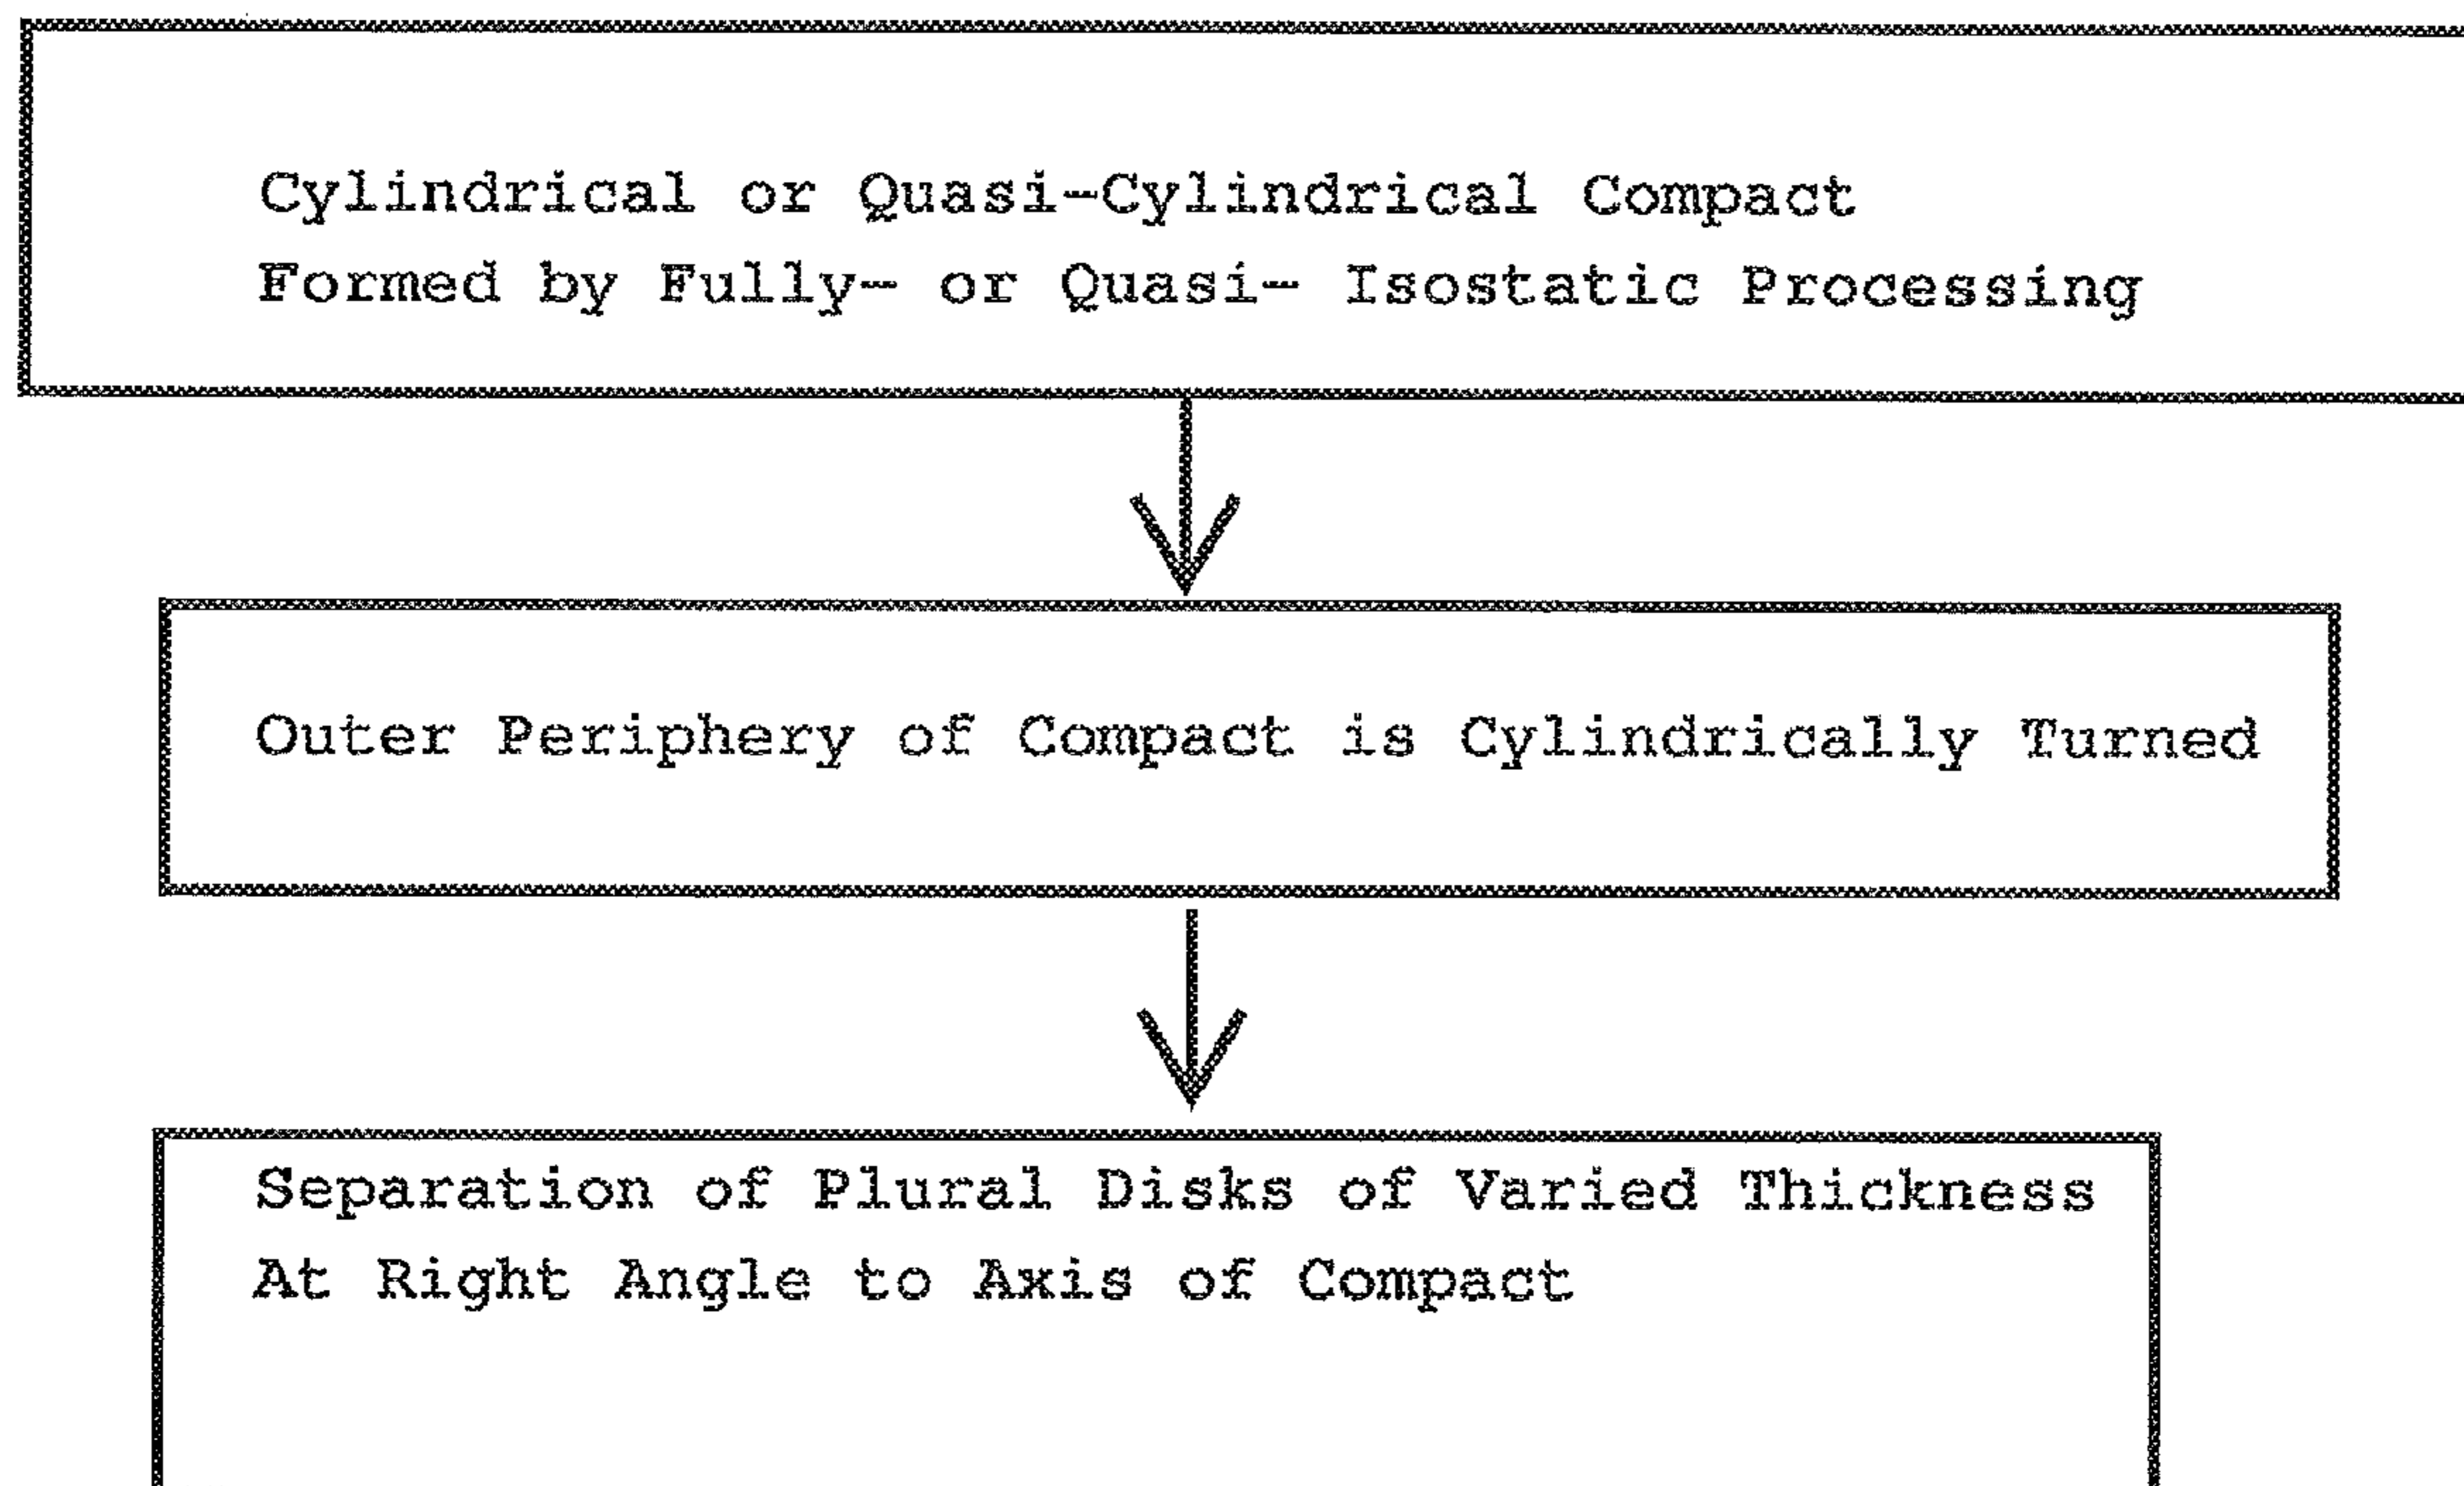 Cylindrical or Quasi-Cylindrical Compact
Formed by Fully- or Quasi- Isostatic Processing
Outer Periphery of Compact is Cylindrically Turned
Separation of Plural Disks of Varied Thickness
At Right Angle to Axis of Compact